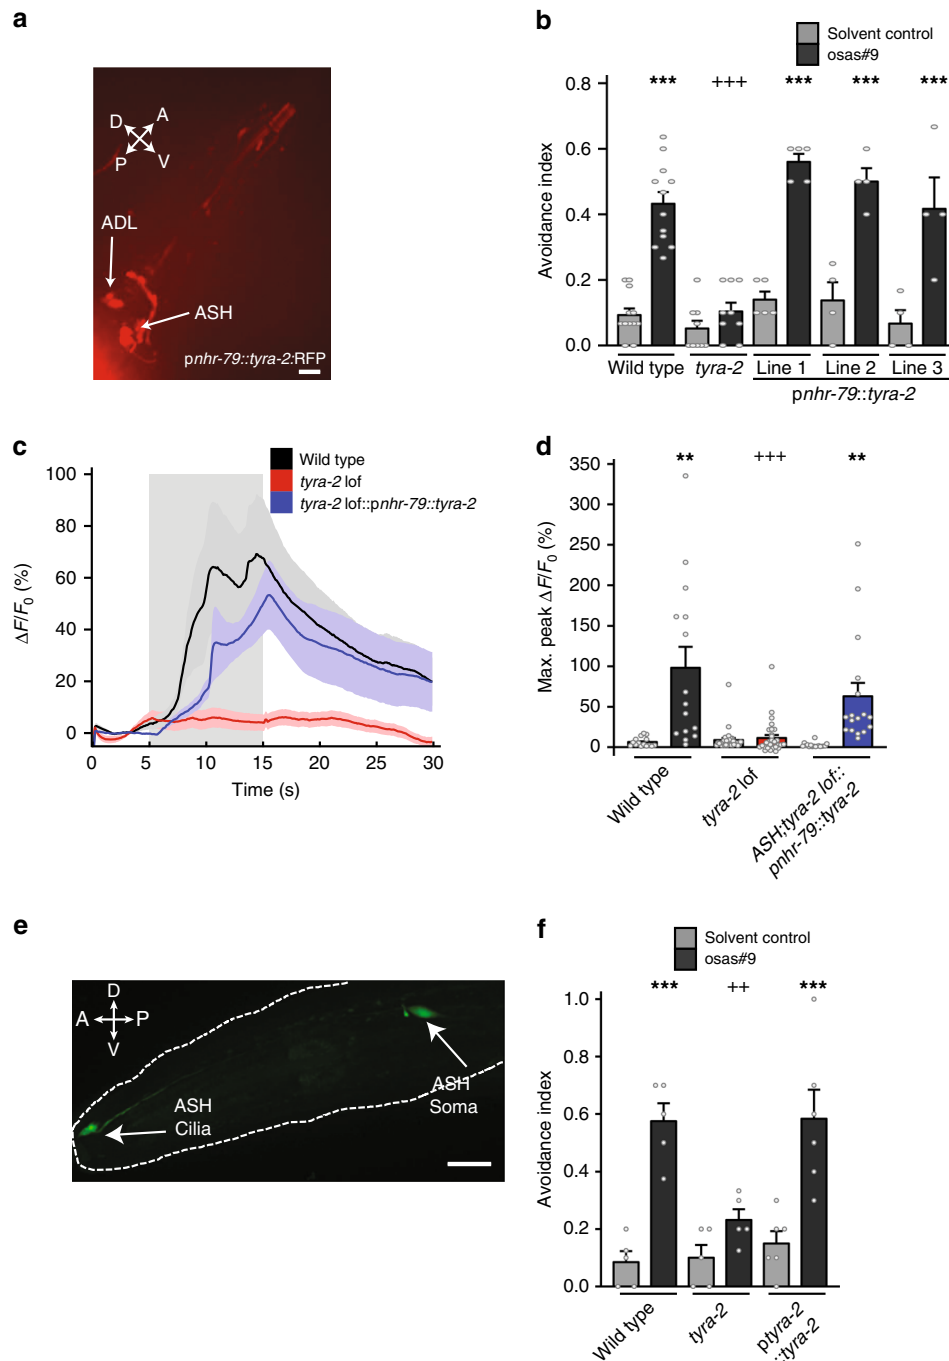 a
D
A
P
V
ADL
ASH
pnhr-79::tyra-2:RFP
b
Solvent control
osas#9
***
+++
***
***
***
Avoidance index
0.8
0.6
0.4
0.2
0.0
Wild type
tyra-2
Line 1
Line 2
Line 3
pnhr-79::tyra-2
c
Wild type
tyra-2 lof
tyra-2 lof::pnhr-79::tyra-2
ΔF/F0 (%)
100
80
60
40
20
0
0
5
10
15
20
25
30
Time (s)
d
**
+++
**
Max. peak ΔF/F0 (%)
350
300
250
200
150
100
50
0
Wild type
tyra-2 lof
ASH;tyra-2 lof::
pnhr-79::tyra-2
e
D
A
P
V
ASH
Cilia
ASH
Soma
f
Solvent control
osas#9
***
++
***
Avoidance index
1.0
0.8
0.6
0.4
0.2
0.0
Wild type
tyra-2
ptyra-2
::tyra-2